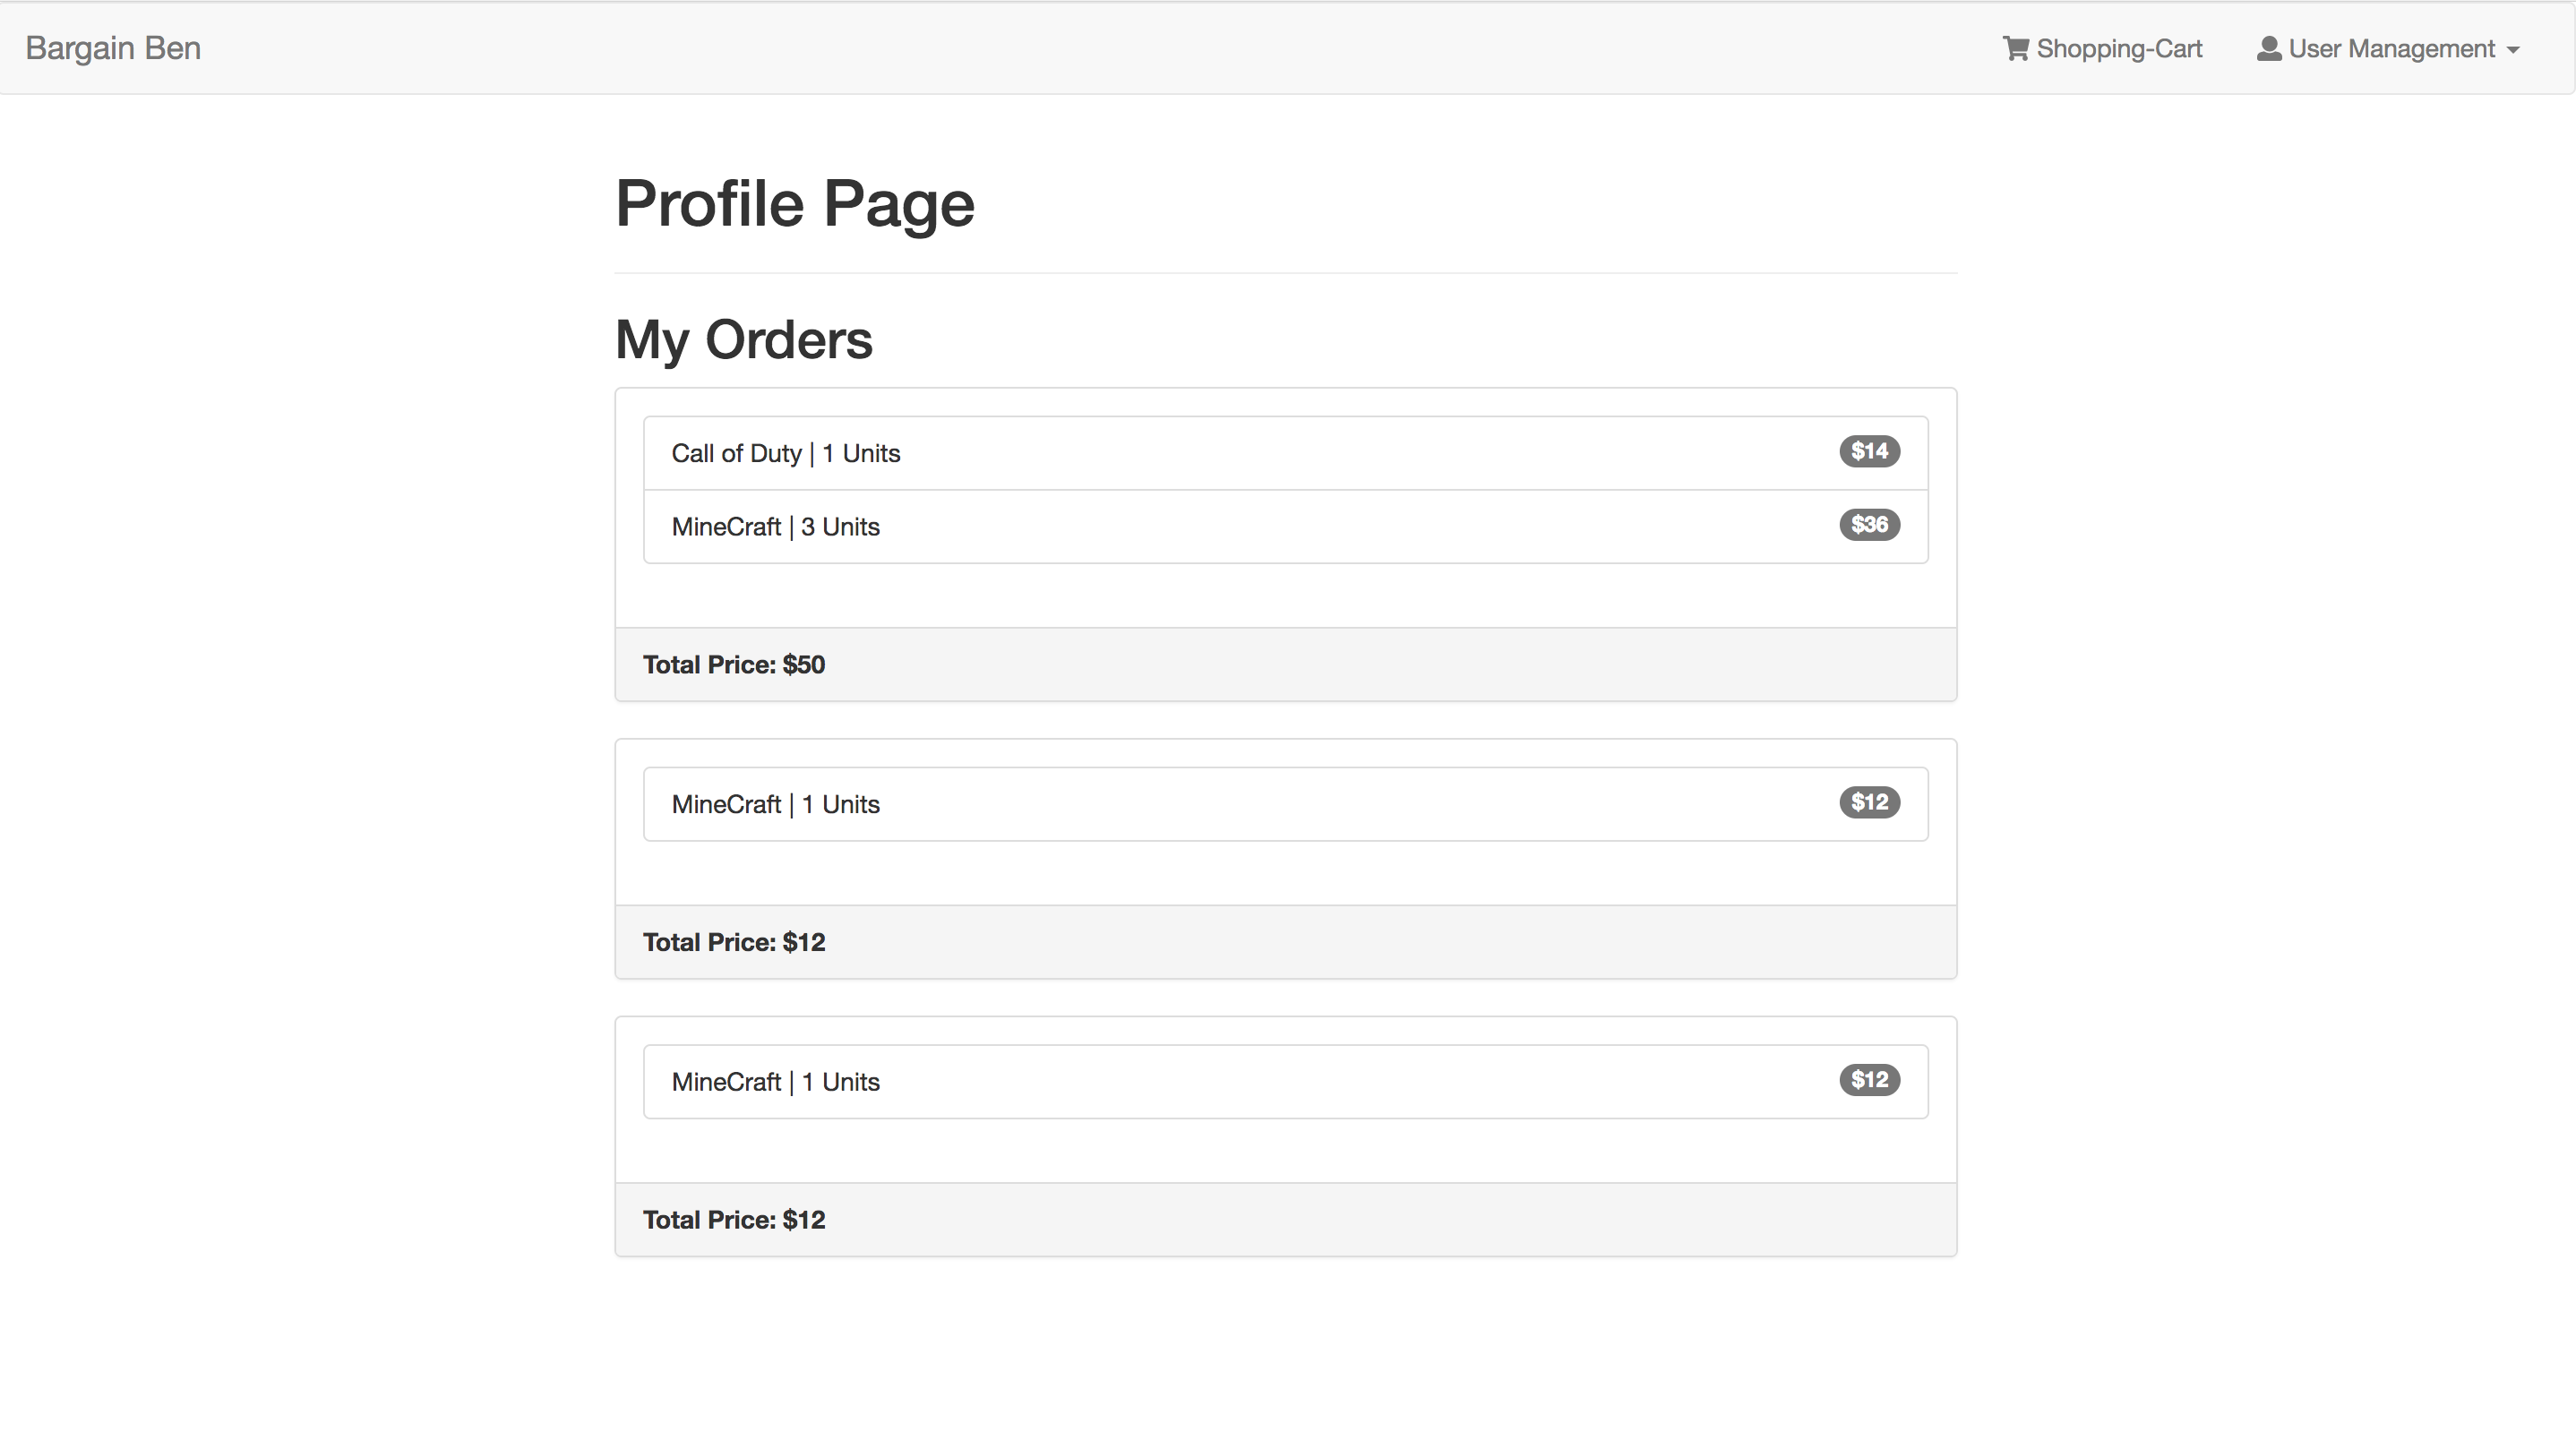 Bargain Ben Shopping-Cart User Management
Profile Page
My Orders
Call of Duty | 1 Units $14
MineCraft | 3 Units $36
Total Price: $50
MineCraft | 1 Units $12
Total Price: $12
MineCraft | 1 Units $12
Total Price: $12